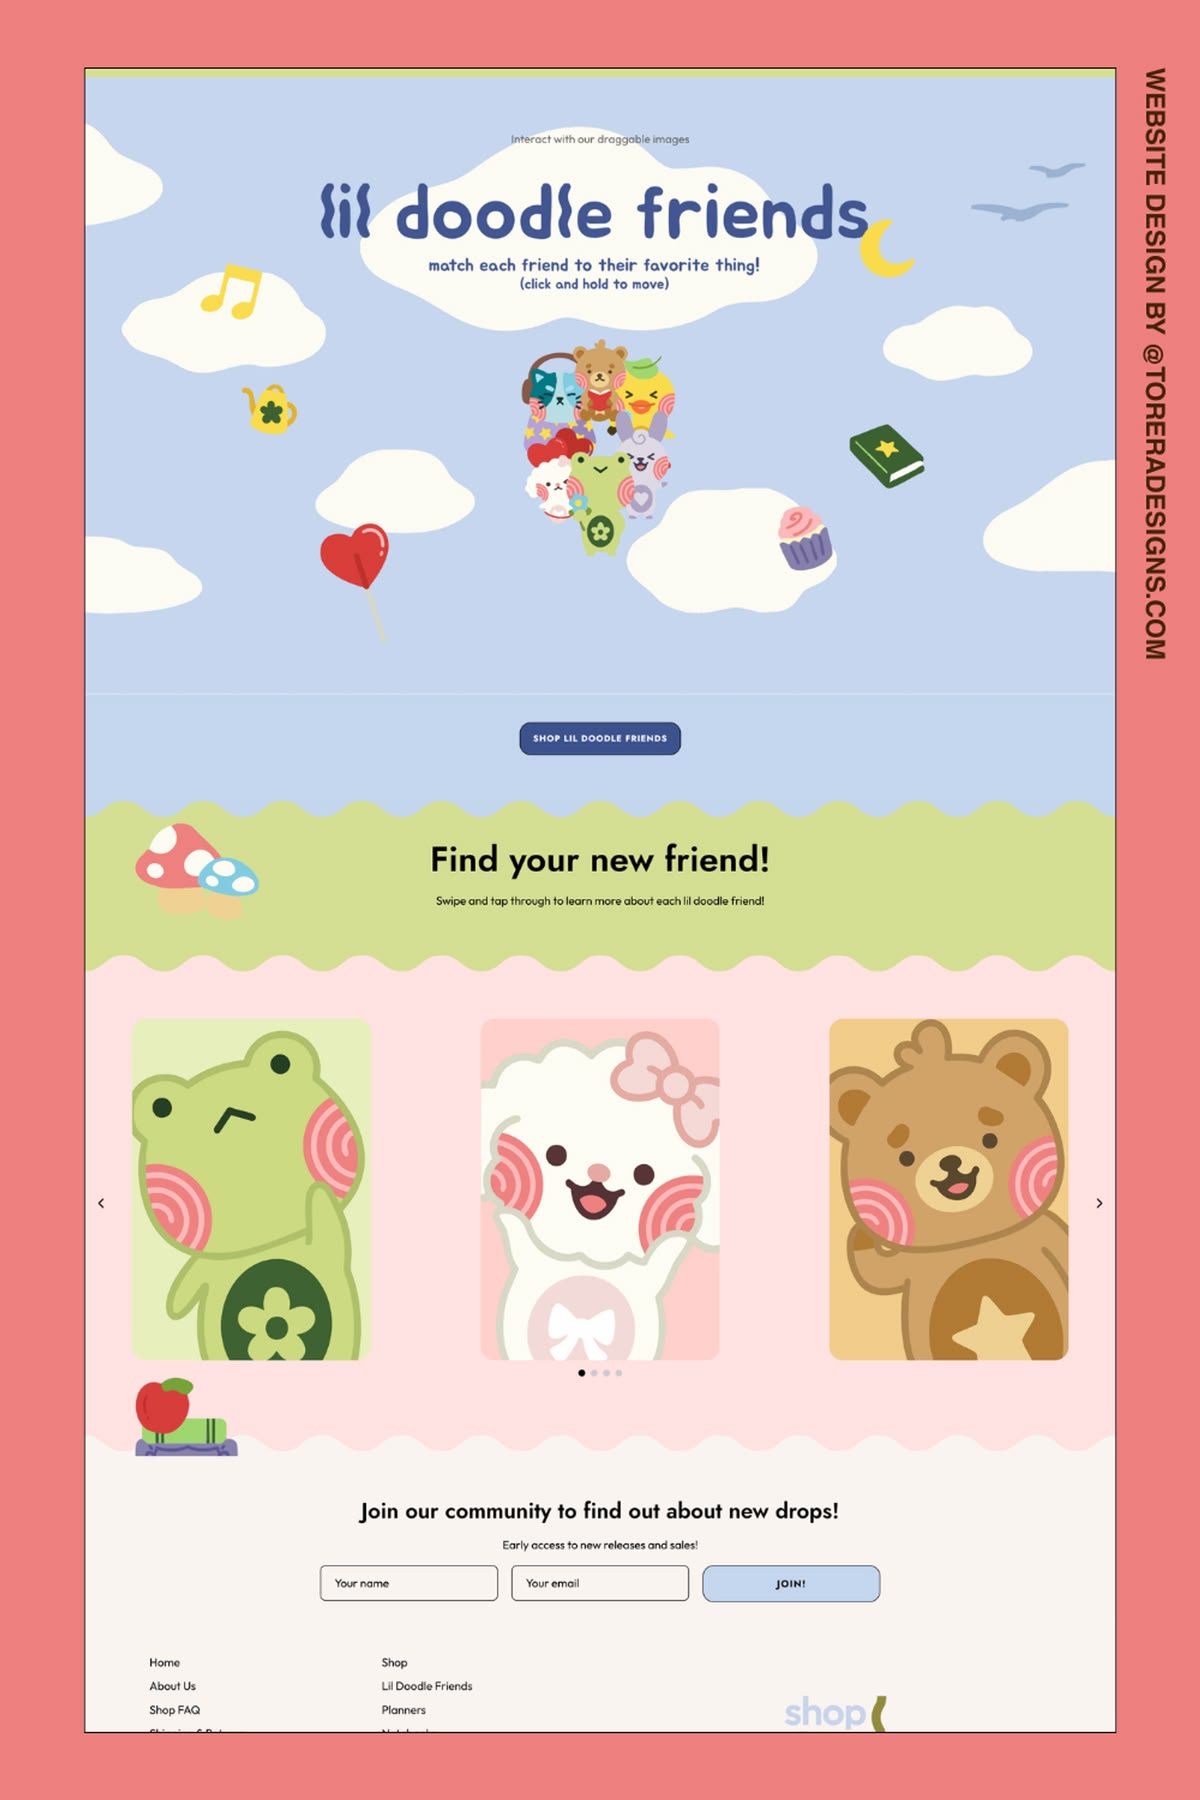 WEBSITE DESIGN BY @TORERADESIGNS.COM
Interact with our draggable images
lil doodle friends
match each friend to their favorite thing!
(click and hold to move)
SHOP LIL DOODLE FRIENDS
Find your new friend!
Swipe and tap through to learn more about each lil doodle friend!
Join our community to find out about new drops!
Early access to new releases and sales!
Your name
Your email
JOIN!
Home
About Us
Shop FAQ
Shop
Lil Doodle Friends
Planners
shop